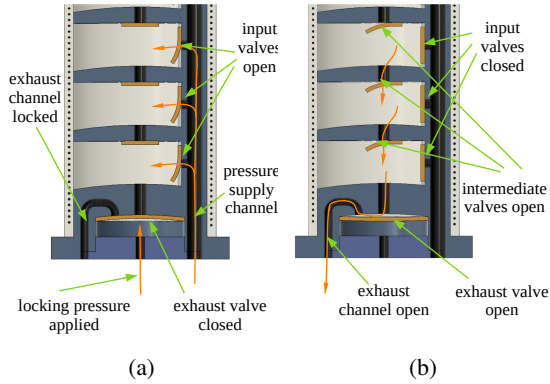 input
valves
open
exhaust
channel
locked
pressure
supply
channel
locking pressure
applied
exhaust valve
closed
(a)
input
valves
closed
intermediate
valves open
exhaust
channel open
exhaust valve
open
(b)